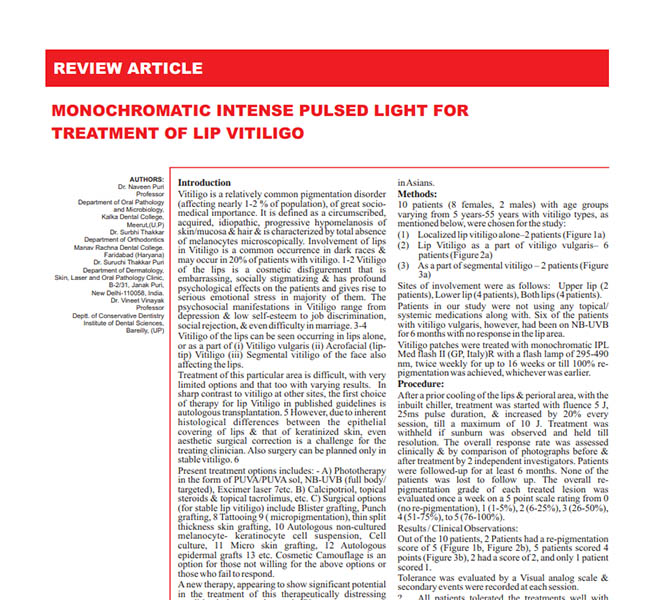 REVIEW ARTICLE
MONOCHROMATIC INTENSE PULSED LIGHT FOR
TREATMENT OF LIP VITILIGO
AUTHORS:
Dr. Naveen Puri
Professor
Department of Oral Pathology
and Microbiology,
Kalka Dental College,
Meerut,(U.P)
Dr. Surbhi Thakkar
Department of Orthodontics
Manav Rachna Dental College,
Faridabad (Haryana)
Dr. Suruchi Thakkar Puri
Department of Dermatology,
Skin, Laser and Oral Pathology Clinic,
B-2/31, Janak Puri,
New Delhi-110058, India.
Dr. Vineet Vinayak
Professor
Deptt. of Conservative Dentistry
Institute of Dental Sciences,
Bareilly, (UP)
Introduction
Vitiligo is a relatively common pigmentation disorder
(affecting nearly 1-2 % of population), of great socio-
medical importance. It is defined as a circumscribed,
acquired, idiopathic, progressive hypomelanosis of
skin/mucosa & hair & is characterized by total absence
of melanocytes microscopically. Involvement of lips
in Vitiligo is a common occurrence in dark races &
may occur in 20% of patients with vitiligo. 1-2 Vitiligo
of the lips is a cosmetic disfigurement that is
embarrassing, socially stigmatizing & has profound
psychological effects on the patients and gives rise to
serious emotional stress in majority of them. The
psychosocial manifestations in Vitiligo range from
depression & low self-esteem to job discrimination,
social rejection, & even difficulty in marriage. 3-4
Vitiligo of the lips can be seen occurring in lips alone,
or as a part of (i) Vitiligo vulgaris (ii) Acrofacial (lip-
tip) Vitiligo (iii) Segmental vitiligo of the face also
affecting the lips.
Treatment of this particular area is difficult, with very
limited options and that too with varying results. In
sharp contrast to vitiligo at other sites, the first choice
of therapy for lip Vitiligo in published guidelines is
autologous transplantation. 5 However, due to inherent
histological differences between the epithelial
covering of lips & that of keratinized skin, even
aesthetic surgical correction is a challenge for the
treating clinician. Also surgery can be planned only in
stable vitiligo. 6
Present treatment options includes: - A) Phototherapy
in the form of PUVA/PUVA sol, NB-UVB (full body/
targeted), Excimer laser 7etc. B) Calcipotriol, topical
steroids & topical tacrolimus, etc. C) Surgical options
(for stable lip vitiligo) include Blister grafting, Punch
grafting, 8 Tattooing 9 ( micropigmentation), thin split
thickness skin grafting, 10 Autologous non-cultured
melanocyte- keratinocyte cell suspension, Cell
culture, 11 Micro skin grafting, 12 Autologous
epidermal grafts 13 etc. Cosmetic Camouflage is an
option for those not willing for the above options or
those who fail to respond.
A new therapy, appearing to show significant potential
in the treatment of this therapeutically distressing
in Asians.
Methods:
10 patients (8 females, 2 males) with age groups
varying from 5 years-55 years with vitiligo types, as
mentioned below, were chosen for the study:
(1) Localized lip vitiligo alone–2 patients (Figure 1a)
(2) Lip Vitiligo as a part of vitiligo vulgaris– 6
patients (Figure 2a)
(3) As a part of segmental vitiligo – 2 patients (Figure
3a)
Sites of involvement were as follows: Upper lip (2
patients), Lower lip (4 patients), Both lips (4 patients).
Patients in our study were not using any topical/
systemic medications along with. Six of the patients
with vitiligo vulgaris, however, had been on NB-UVB
for 6 months with no response in the lip area.
Vitiligo patches were treated with monochromatic IPL
Med flash II (GP, Italy)R with a flash lamp of 295-490
nm, twice weekly for up to 16 weeks or till 100% re-
pigmentation was achieved, whichever was earlier.
Procedure:
After a prior cooling of the lips & perioral area, with the
inbuilt chiller, treatment was started with fluence 5 J,
25ms pulse duration, & increased by 20% every
session, till a maximum of 10 J. Treatment was
withheld if sunburn was observed and held till
resolution. The overall response rate was assessed
clinically & by comparison of photographs before &
after treatment by 2 independent investigators. Patients
were followed-up for at least 6 months. None of the
patients was lost to follow up. The overall re-
pigmentation grade of each treated lesion was
evaluated once a week on a 5 point scale rating from 0
(no re-pigmentation), 1 (1-5%), 2 (6-25%), 3 (26-50%),
4 (51-75%), to 5 (76-100%).
Results / Clinical Observations:
Out of the 10 patients, 2 Patients had a re-pigmentation
score of 5 (Figure 1b, Figure 2b), 5 patients scored 4
points (Figure 3b), 2 had a score of 2, and only 1 patient
scored 1.
Tolerance was evaluated by a Visual analog scale &
secondary events were recorded at each session.
? All patients tolerated the treatments well with